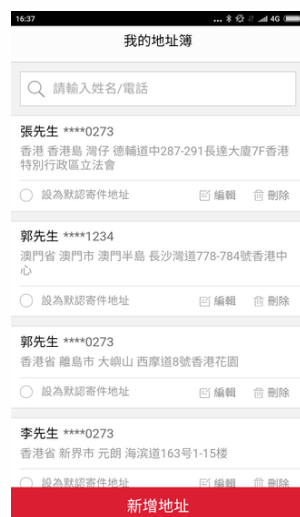 16:37
... 4G
我的地址簿
請輸入姓名/電話
張先生 ****0273
香港 香港島 灣仔 德輔道中287-291長達大廈7F香港
特別行政區立法會
設為默認寄件地址 編輯 刪除
郭先生 ****1234
澳門省 澳門市 澳門半島 長沙灣道778-784號香港中
心
設為默認寄件地址 編輯 刪除
郭先生 ****0273
香港省 離島市 大嶼山 西摩道8號香港花園
設為默認寄件地址 編輯 刪除
李先生 ****0273
香港省 新界市 元朗 海滨道163号1-15楼
設為默認寄件地址 編輯 刪除
新增地址